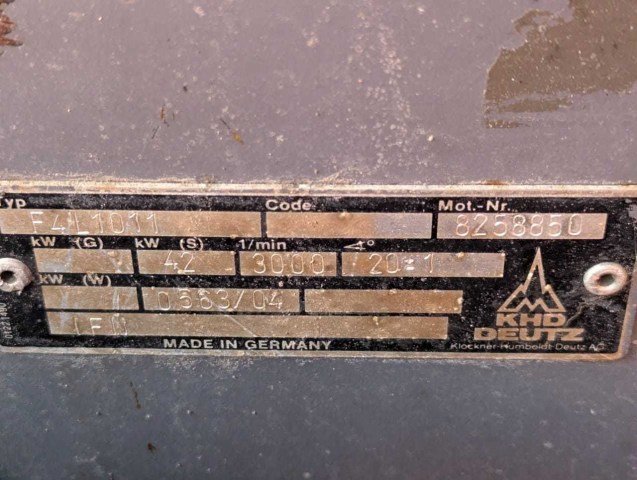 Typ Code Mot.-Nr.
F4L1011 8258850
kW (G) kW (S) 1/min ∢°
42 3000 20±1
kW (W) 0583/04
KHD
DEUTZ
MADE IN GERMANY Klöckner-Humboldt-Deutz AG